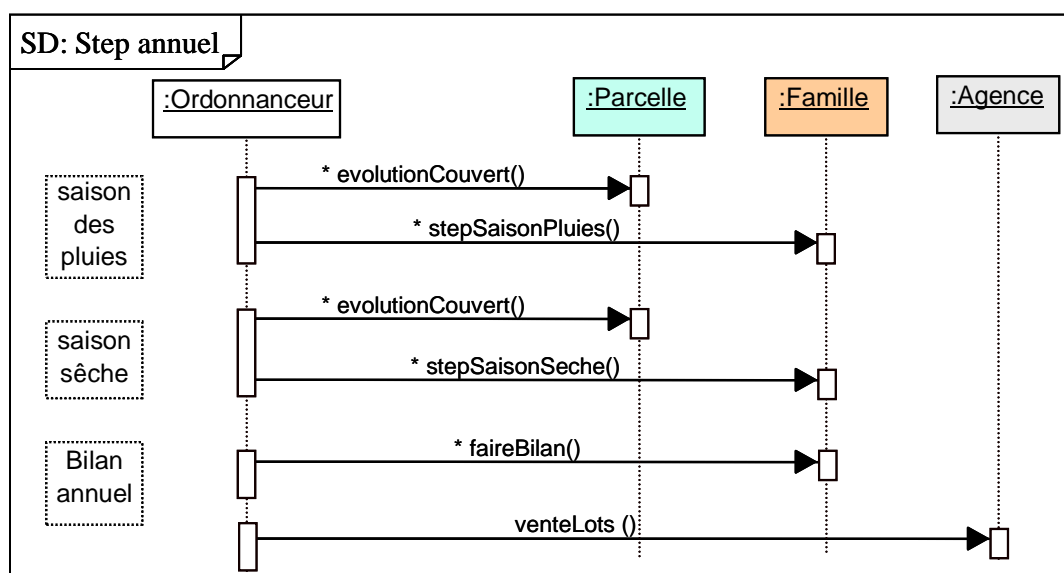 SD: Step annuel
:Ordonnanceur
:Parcelle
:Famille
:Agence
saison
des
pluies
* evolutionCouvert()
* stepSaisonPluies()
saison
sêche
* evolutionCouvert()
* stepSaisonSeche()
Bilan
annuel
* faireBilan()
venteLots ()